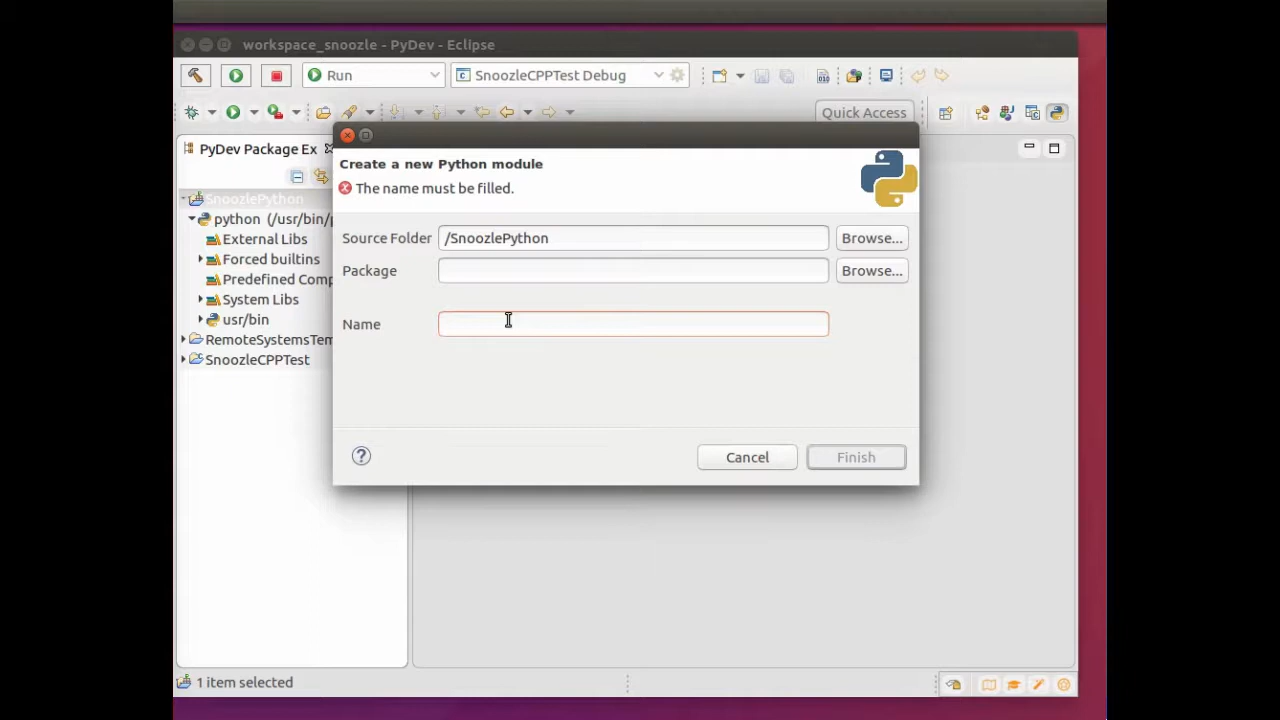 workspace_snoozle - PyDev - Eclipse
Run
SnoozleCPPTest Debug
Quick Access
PyDev Package Ex
SnoozlePython
python (/usr/bin/
External Libs
Forced builtins
Predefined Comp
System Libs
usr/bin
RemoteSystemsTem
SnoozleCPPTest
Create a new Python module
The name must be filled.
Source Folder /SnoozlePython Browse...
Package Browse...
Name
? Cancel Finish
1 item selected